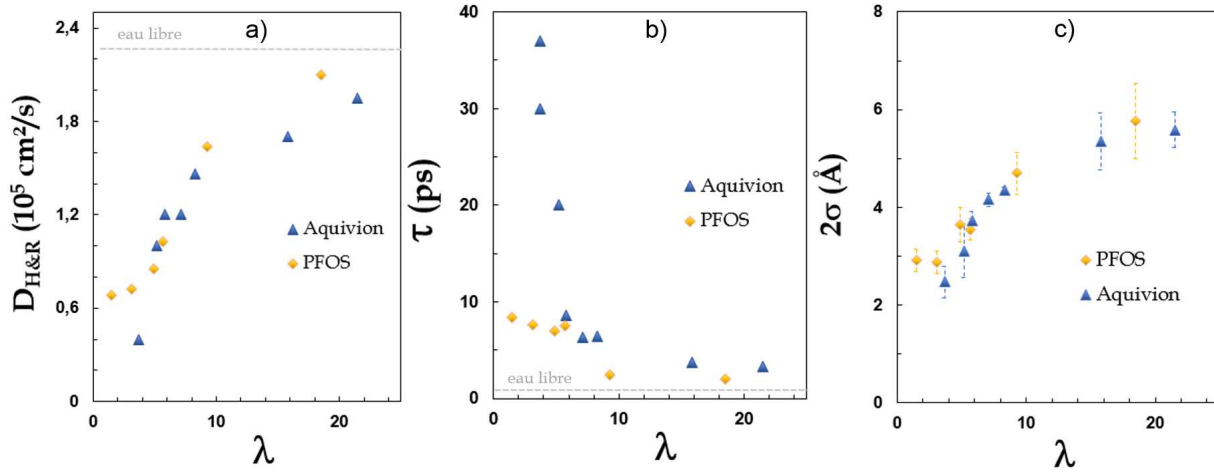 a)
2,4
1,8
1,2
0,6
0
eau libre
Aquivion
PFOS
0
10
20
λ
D_H&R (10⁵ cm²/s)
b)
40
30
20
10
0
Aquivion
PFOS
eau libre
0
10
20
λ
τ (ps)
c)
8
6
4
2
0
PFOS
Aquivion
0
10
20
λ
2σ (Å)